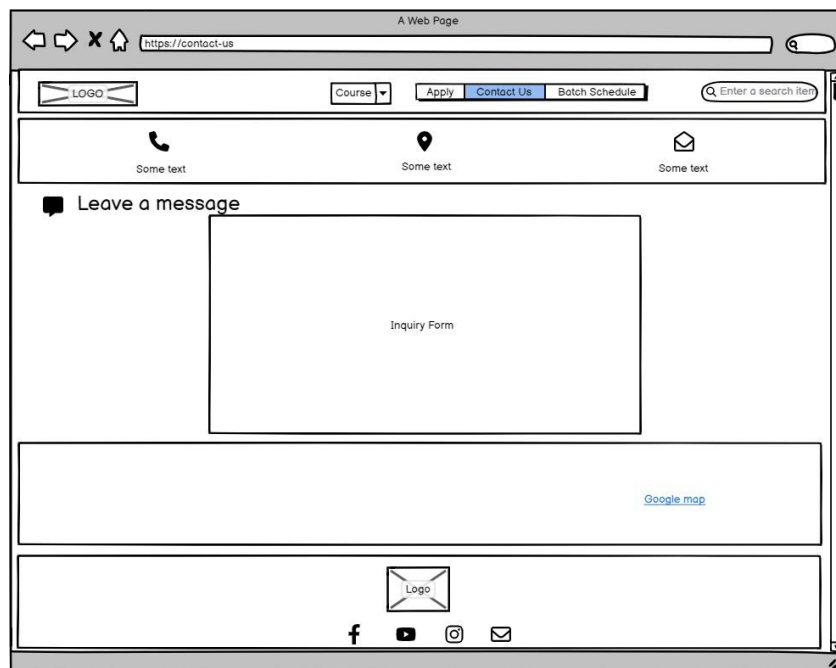 A Web Page
https://contact-us
LOGO
Course
Apply
Contact Us
Batch Schedule
Enter a search item
Some text
Some text
Some text
Leave a message
Inquiry Form
Google map
Logo